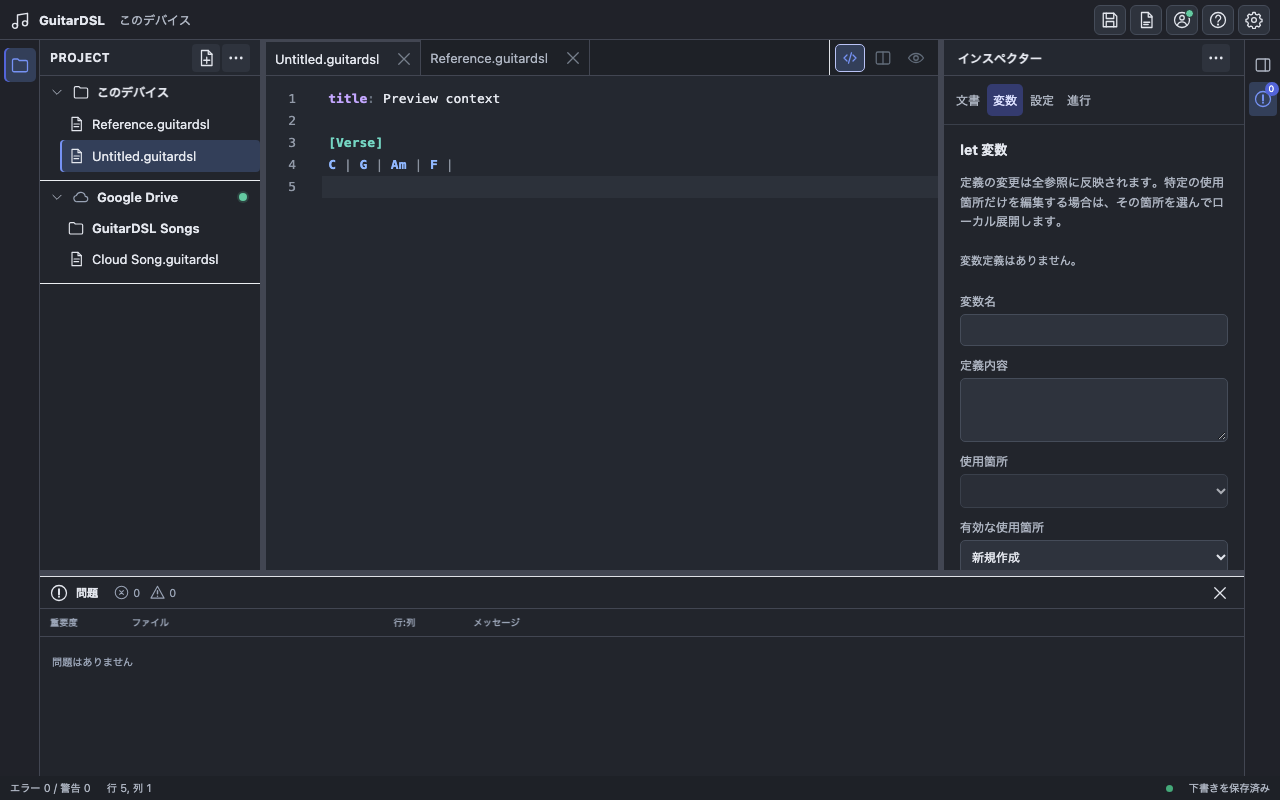 GuitarDSL このデバイス
PROJECT
このデバイス
Reference.guitardsl
Untitled.guitardsl
Google Drive
GuitarDSL Songs
Cloud Song.guitardsl
Untitled.guitardsl
Reference.guitardsl
1 title: Preview context
2
3 [Verse]
4 C | G | Am | F |
5
インスペクター
文書 変数 設定 進行
let 変数
定義の変更は全参照に反映されます。特定の使用
箇所だけを編集する場合は、その箇所を選んでロ
ーカル展開します。
変数定義はありません。
変数名
定義内容
使用箇所
有効な使用箇所
新規作成
0
問題 0 0
重要度 ファイル 行:列 メッセージ
問題はありません
エラー 0 / 警告 0 行 5, 列 1
下書きを保存済み